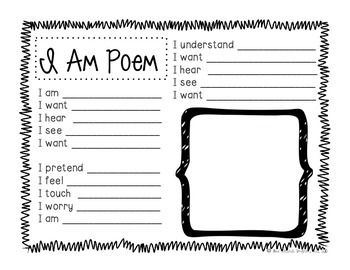 I Am Poem
I am
I want
I hear
I see
I want
I pretend
I feel
I touch
I worry
I am
I understand
I want
I hear
I see
I want